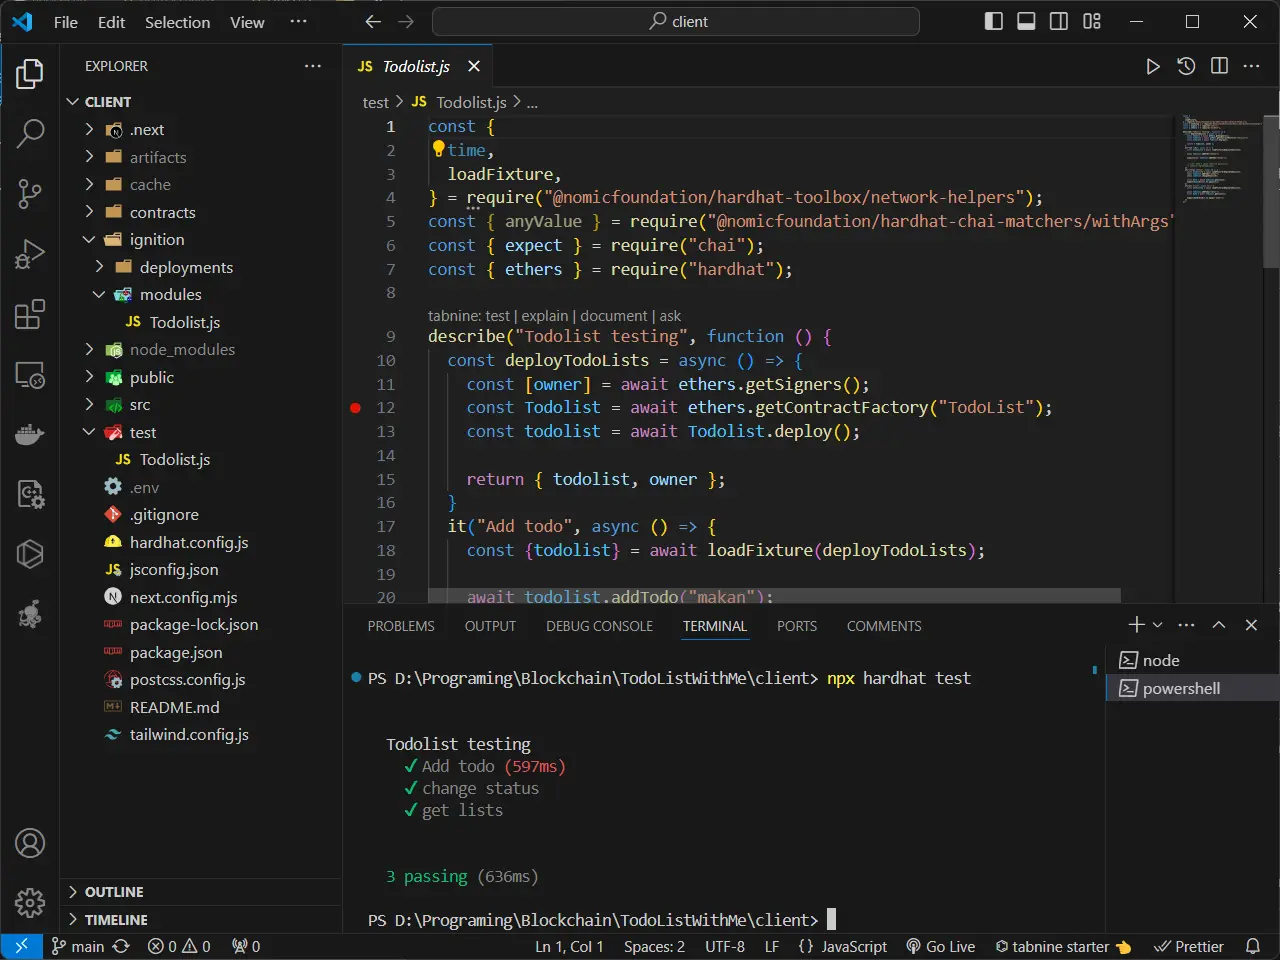 File Edit Selection View ··· client
EXPLORER ···
CLIENT
.next
artifacts
cache
contracts
ignition
deployments
modules
JS Todolist.js
node_modules
public
src
test
JS Todolist.js
.env
.gitignore
hardhat.config.js
JS jsconfig.json
N next.config.mjs
package-lock.json
package.json
postcss.config.js
README.md
tailwind.config.js
OUTLINE
TIMELINE
JS Todolist.js
test > JS Todolist.js > ...
1 const {
2 time,
3 loadFixture,
4 } = require("@nomicfoundation/hardhat-toolbox/network-helpers");
5 const { anyValue } = require("@nomicfoundation/hardhat-chai-matchers/withArgs"
6 const { expect } = require("chai");
7 const { ethers } = require("hardhat");
8
tabnine: test | explain | document | ask
9 describe("Todolist testing", function () {
10 const deployTodoLists = async () => {
11 const [owner] = await ethers.getSigners();
12 const Todolist = await ethers.getContractFactory("TodoList");
13 const todolist = await Todolist.deploy();
14
15 return { todolist, owner };
16 }
17 it("Add todo", async () => {
18 const {todolist} = await loadFixture(deployTodoLists);
19
20 await todolist.addTodo("makan");
PROBLEMS OUTPUT DEBUG CONSOLE TERMINAL PORTS COMMENTS
PS D:\Programing\Blockchain\TodoListWithMe\client> npx hardhat test
Todolist testing
✓ Add todo (597ms)
✓ change status
✓ get lists
3 passing (636ms)
PS D:\Programing\Blockchain\TodoListWithMe\client>
node
powershell
main 0 0 0 Ln 1, Col 1 Spaces: 2 UTF-8 LF {} JavaScript Go Live tabnine starter 👈 Prettier